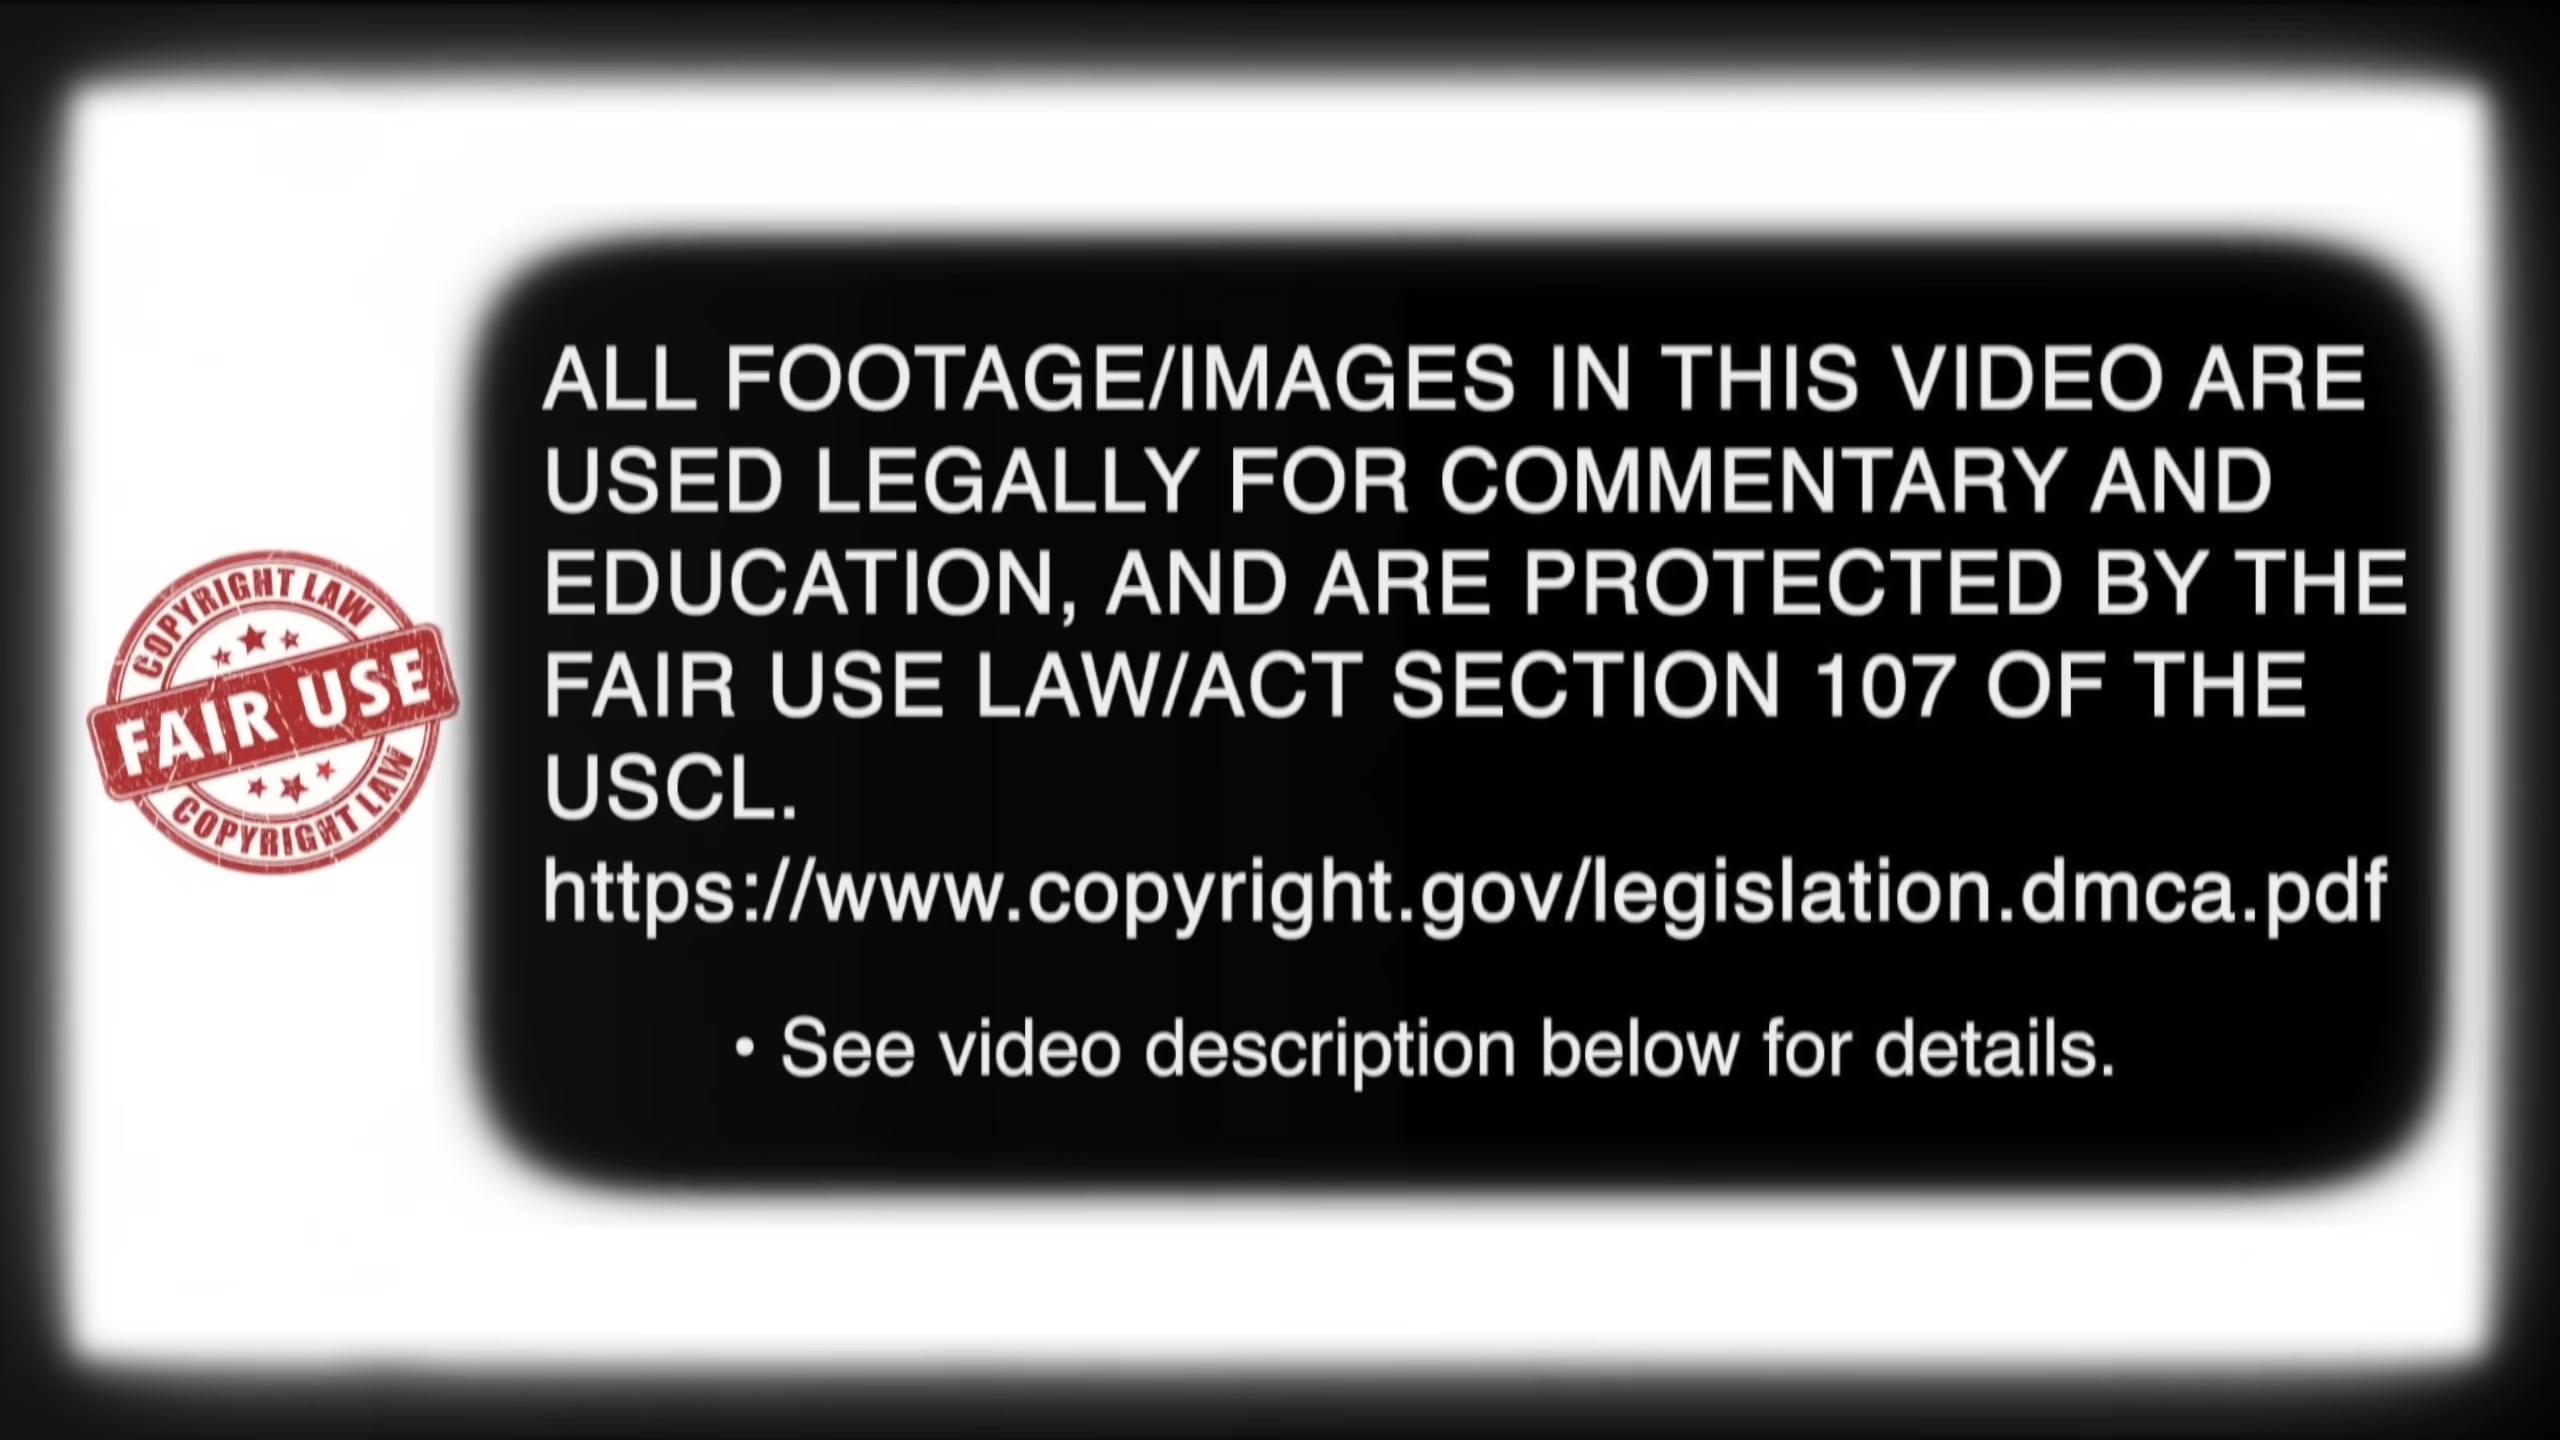 COPYRIGHT LAW
FAIR USE
COPYRIGHT LAW
ALL FOOTAGE/IMAGES IN THIS VIDEO ARE
USED LEGALLY FOR COMMENTARY AND
EDUCATION, AND ARE PROTECTED BY THE
FAIR USE LAW/ACT SECTION 107 OF THE
USCL.
https://www.copyright.gov/legislation.dmca.pdf
• See video description below for details.